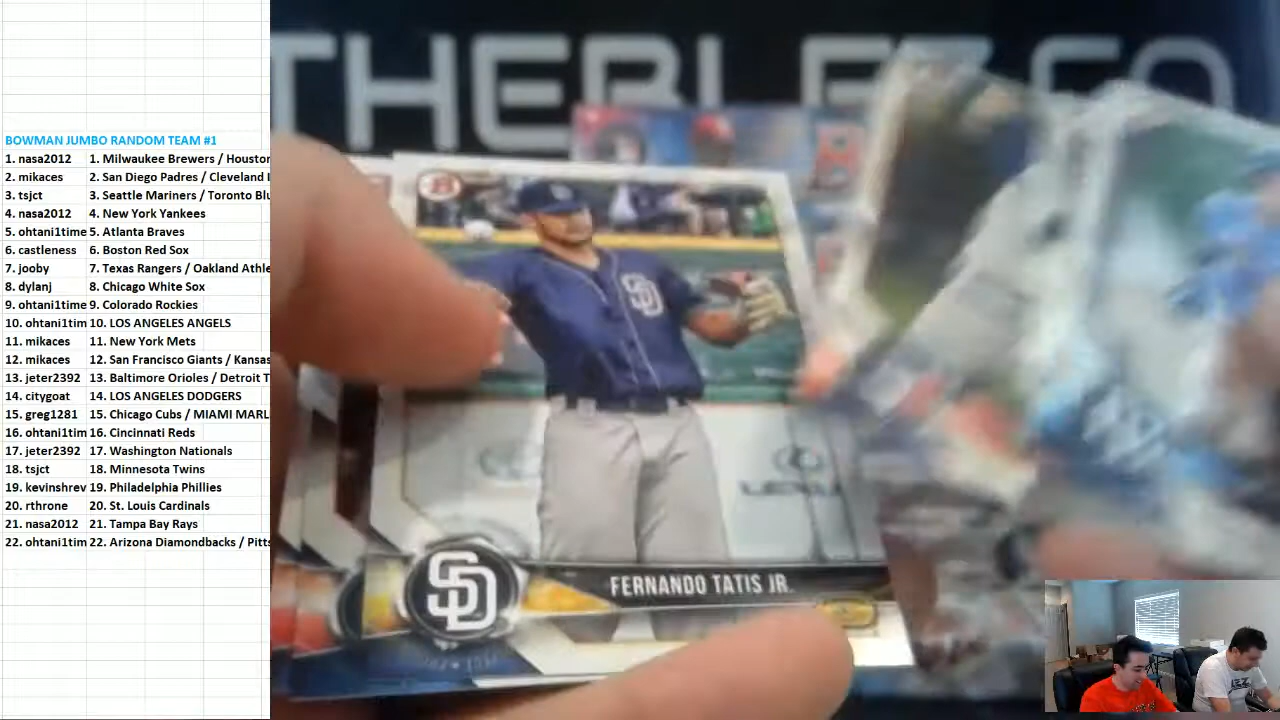 BOWMAN JUMBO RANDOM TEAM #1
1. nasa2012 1. Milwaukee Brewers / Houston
2. mikaces 2. San Diego Padres / Cleveland I
3. tsjct 3. Seattle Mariners / Toronto Blu
4. nasa2012 4. New York Yankees
5. ohtani1time 5. Atlanta Braves
6. castleness 6. Boston Red Sox
7. jooby 7. Texas Rangers / Oakland Athle
8. dylanj 8. Chicago White Sox
9. ohtani1time 9. Colorado Rockies
10. ohtani1tim 10. LOS ANGELES ANGELS
11. mikaces 11. New York Mets
12. mikaces 12. San Francisco Giants / Kansas
13. jeter2392 13. Baltimore Orioles / Detroit T
14. citygoat 14. LOS ANGELES DODGERS
15. greg1281 15. Chicago Cubs / MIAMI MARL
16. ohtani1tim 16. Cincinnati Reds
17. jeter2392 17. Washington Nationals
18. tsjct 18. Minnesota Twins
19. kevinshrev 19. Philadelphia Phillies
20. rthrone 20. St. Louis Cardinals
21. nasa2012 21. Tampa Bay Rays
22. ohtani1tim 22. Arizona Diamondbacks / Pitts
B
SD
SD
FERNANDO TATIS JR.